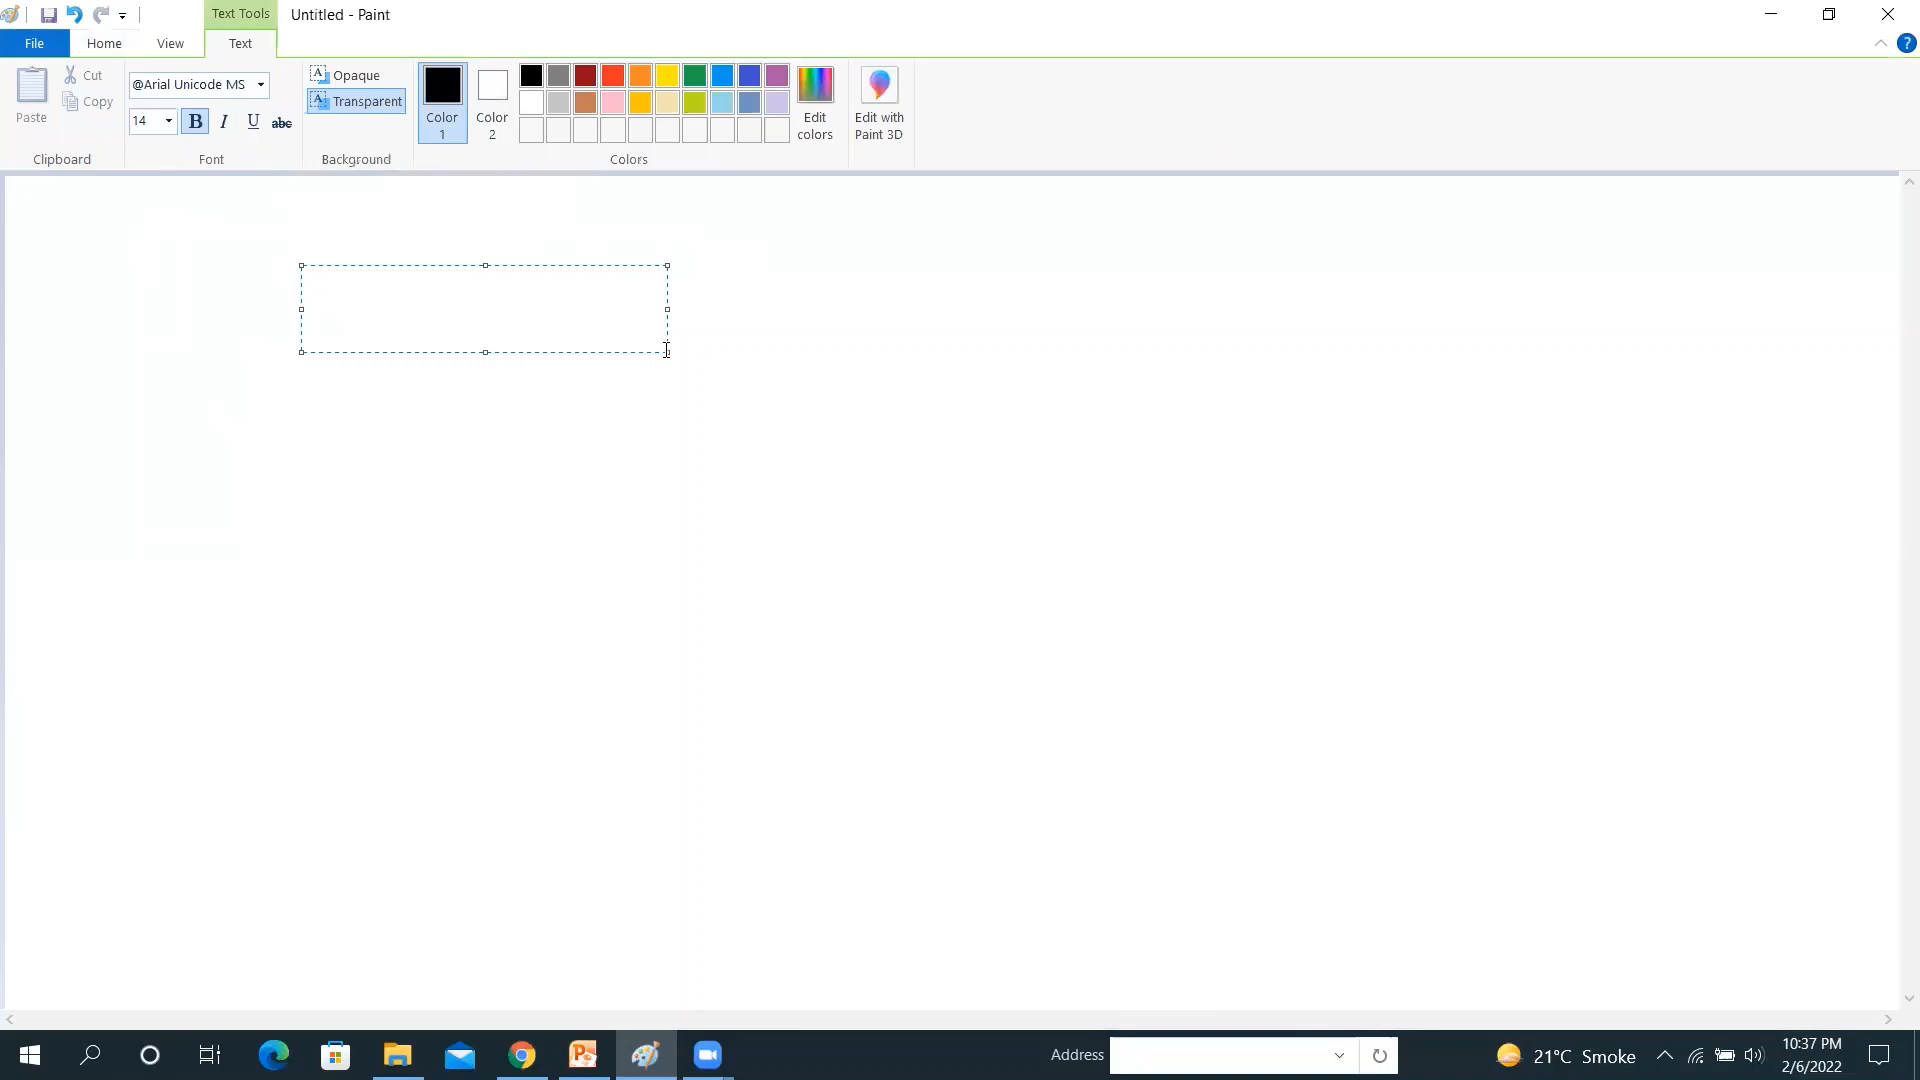 Text Tools
Untitled - Paint
File
Home
View
Text
Paste
Cut
Copy
Clipboard
@Arial Unicode MS
14
B
I
U
abc
Font
A Opaque
A Transparent
Background
Color
1
Color
2
Edit
colors
Colors
Edit with
Paint 3D
?
Address
21°C Smoke
10:37 PM
2/6/2022